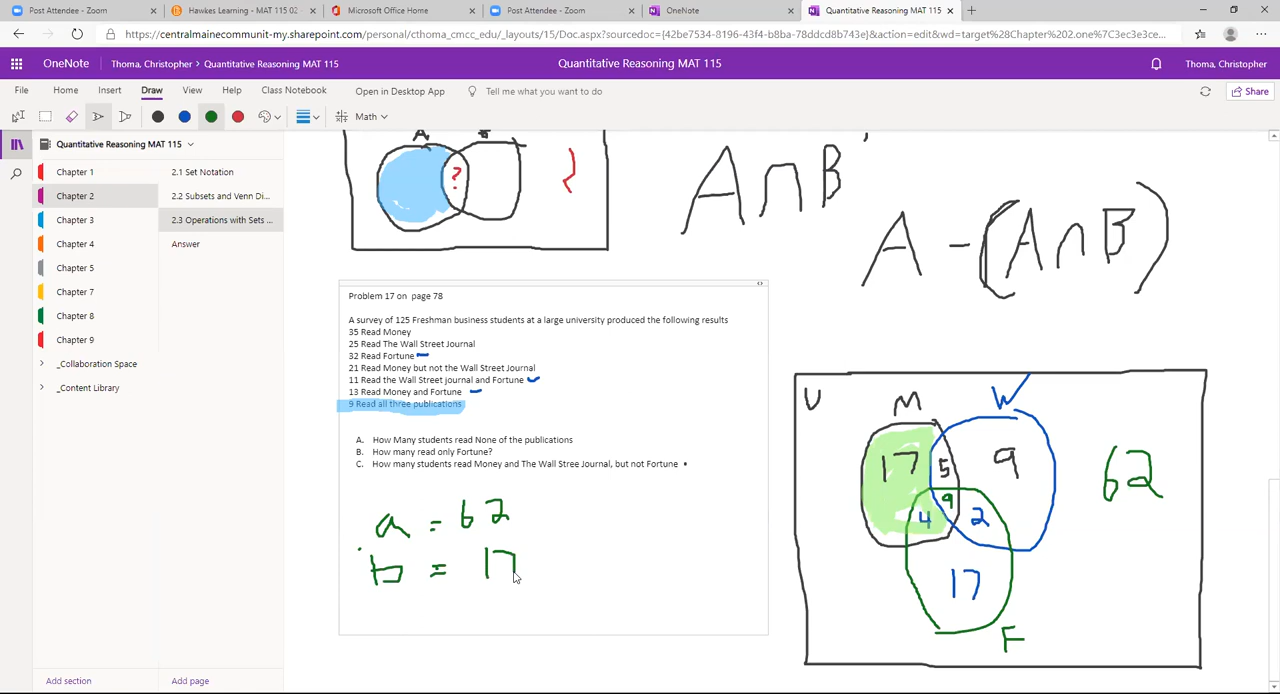 Post Attendee - Zoom
Hawkes Learning - MAT 115 02 -
Microsoft Office Home
Post Attendee - Zoom
OneNote
Quantitative Reasoning MAT 115
https://centralmainecommunit-my.sharepoint.com/personal/cthoma_cmcc_edu/_layouts/15/Doc.aspx?sourcedoc={42be7534-8196-43f4-b8ba-78ddcd8b743e}&action=edit&wd=target%28Chapter%202.one%7C3ec3e3ce...
OneNote
Thoma, Christopher > Quantitative Reasoning MAT 115
Quantitative Reasoning MAT 115
Thoma, Christopher
File
Home
Insert
Draw
View
Help
Class Notebook
Open in Desktop App
Tell me what you want to do
Share
Math
Quantitative Reasoning MAT 115
Chapter 1
Chapter 2
Chapter 3
Chapter 4
Chapter 5
Chapter 7
Chapter 8
Chapter 9
_Collaboration Space
_Content Library
Add section
2.1 Set Notation
2.2 Subsets and Venn Di...
2.3 Operations with Sets ...
Answer
Add page
A
?
A∩B'
A - (A∩B)
Problem 17 on page 78
A survey of 125 Freshman business students at a large university produced the following results
35 Read Money
25 Read The Wall Street Journal
32 Read Fortune
21 Read Money but not the Wall Street Journal
11 Read the Wall Street journal and Fortune
13 Read Money and Fortune
9 Read all three publications
A. How Many students read None of the publications
B. How many read only Fortune?
C. How many students read Money and The Wall Stree Journal, but not Fortune
a = 62
b = 17
U
M
W
17
5
9
62
9
4
2
17
F